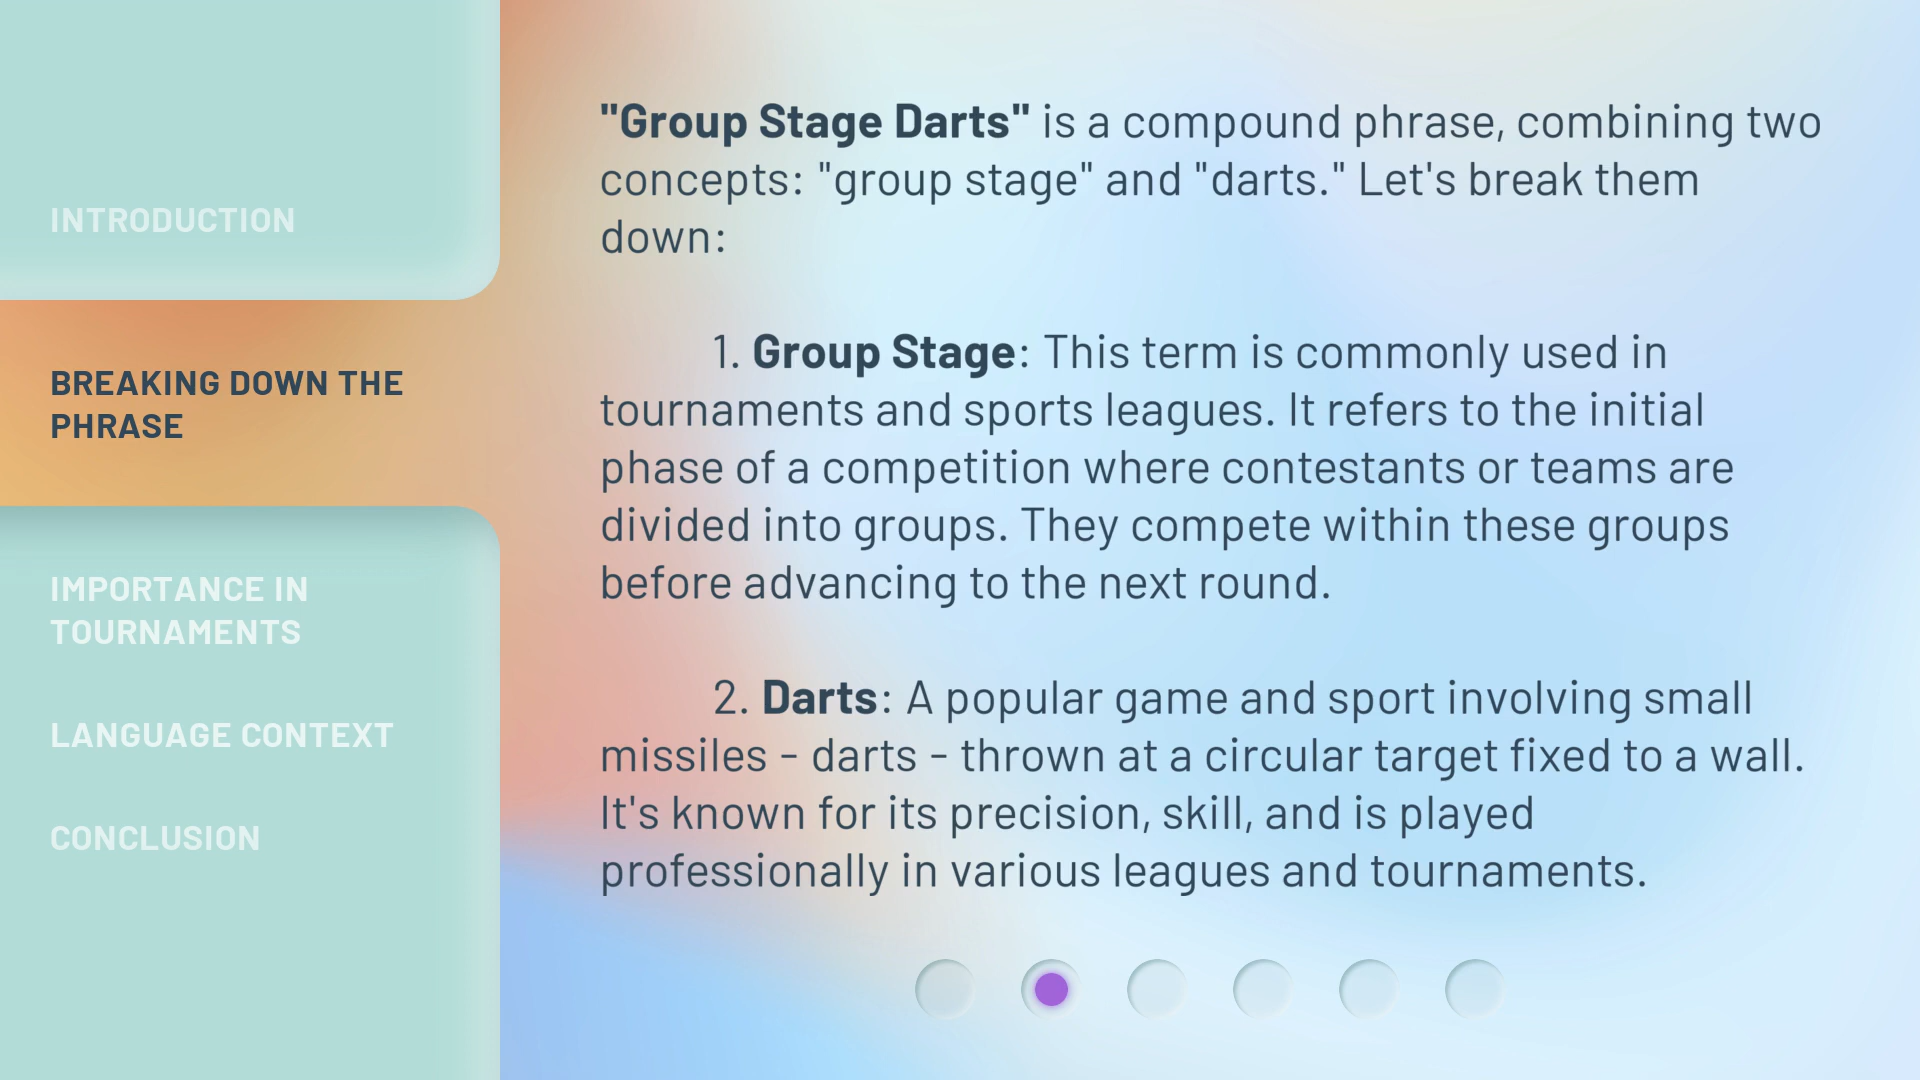 INTRODUCTION
BREAKING DOWN THE
PHRASE
IMPORTANCE IN
TOURNAMENTS
LANGUAGE CONTEXT
CONCLUSION
"Group Stage Darts" is a compound phrase, combining two
concepts: "group stage" and "darts." Let's break them
down:
1. Group Stage: This term is commonly used in
tournaments and sports leagues. It refers to the initial
phase of a competition where contestants or teams are
divided into groups. They compete within these groups
before advancing to the next round.
2. Darts: A popular game and sport involving small
missiles - darts - thrown at a circular target fixed to a wall.
It's known for its precision, skill, and is played
professionally in various leagues and tournaments.